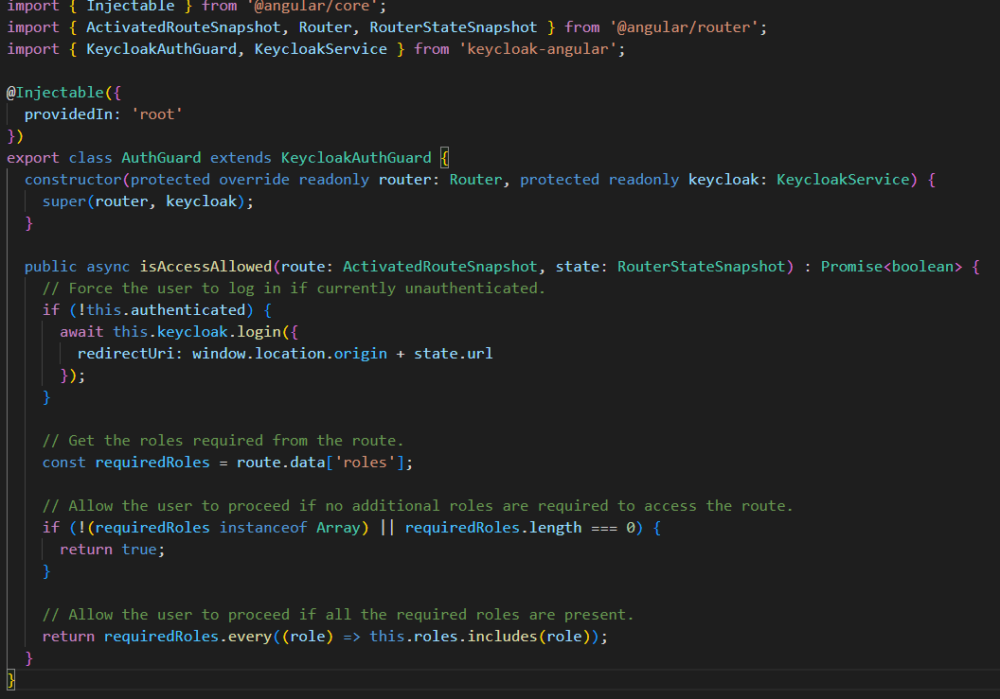 import { Injectable } from '@angular/core';
import { ActivatedRouteSnapshot, Router, RouterStateSnapshot } from '@angular/router';
import { KeycloakAuthGuard, KeycloakService } from 'keycloak-angular';

@Injectable({
  providedIn: 'root'
})
export class AuthGuard extends KeycloakAuthGuard {
  constructor(protected override readonly router: Router, protected readonly keycloak: KeycloakService) {
    super(router, keycloak);
  }

  public async isAccessAllowed(route: ActivatedRouteSnapshot, state: RouterStateSnapshot) : Promise<boolean> {
    // Force the user to log in if currently unauthenticated.
    if (!this.authenticated) {
      await this.keycloak.login({
        redirectUri: window.location.origin + state.url
      });
    }

    // Get the roles required from the route.
    const requiredRoles = route.data['roles'];

    // Allow the user to proceed if no additional roles are required to access the route.
    if (!(requiredRoles instanceof Array) || requiredRoles.length === 0) {
      return true;
    }

    // Allow the user to proceed if all the required roles are present.
    return requiredRoles.every((role) => this.roles.includes(role));
  }
}